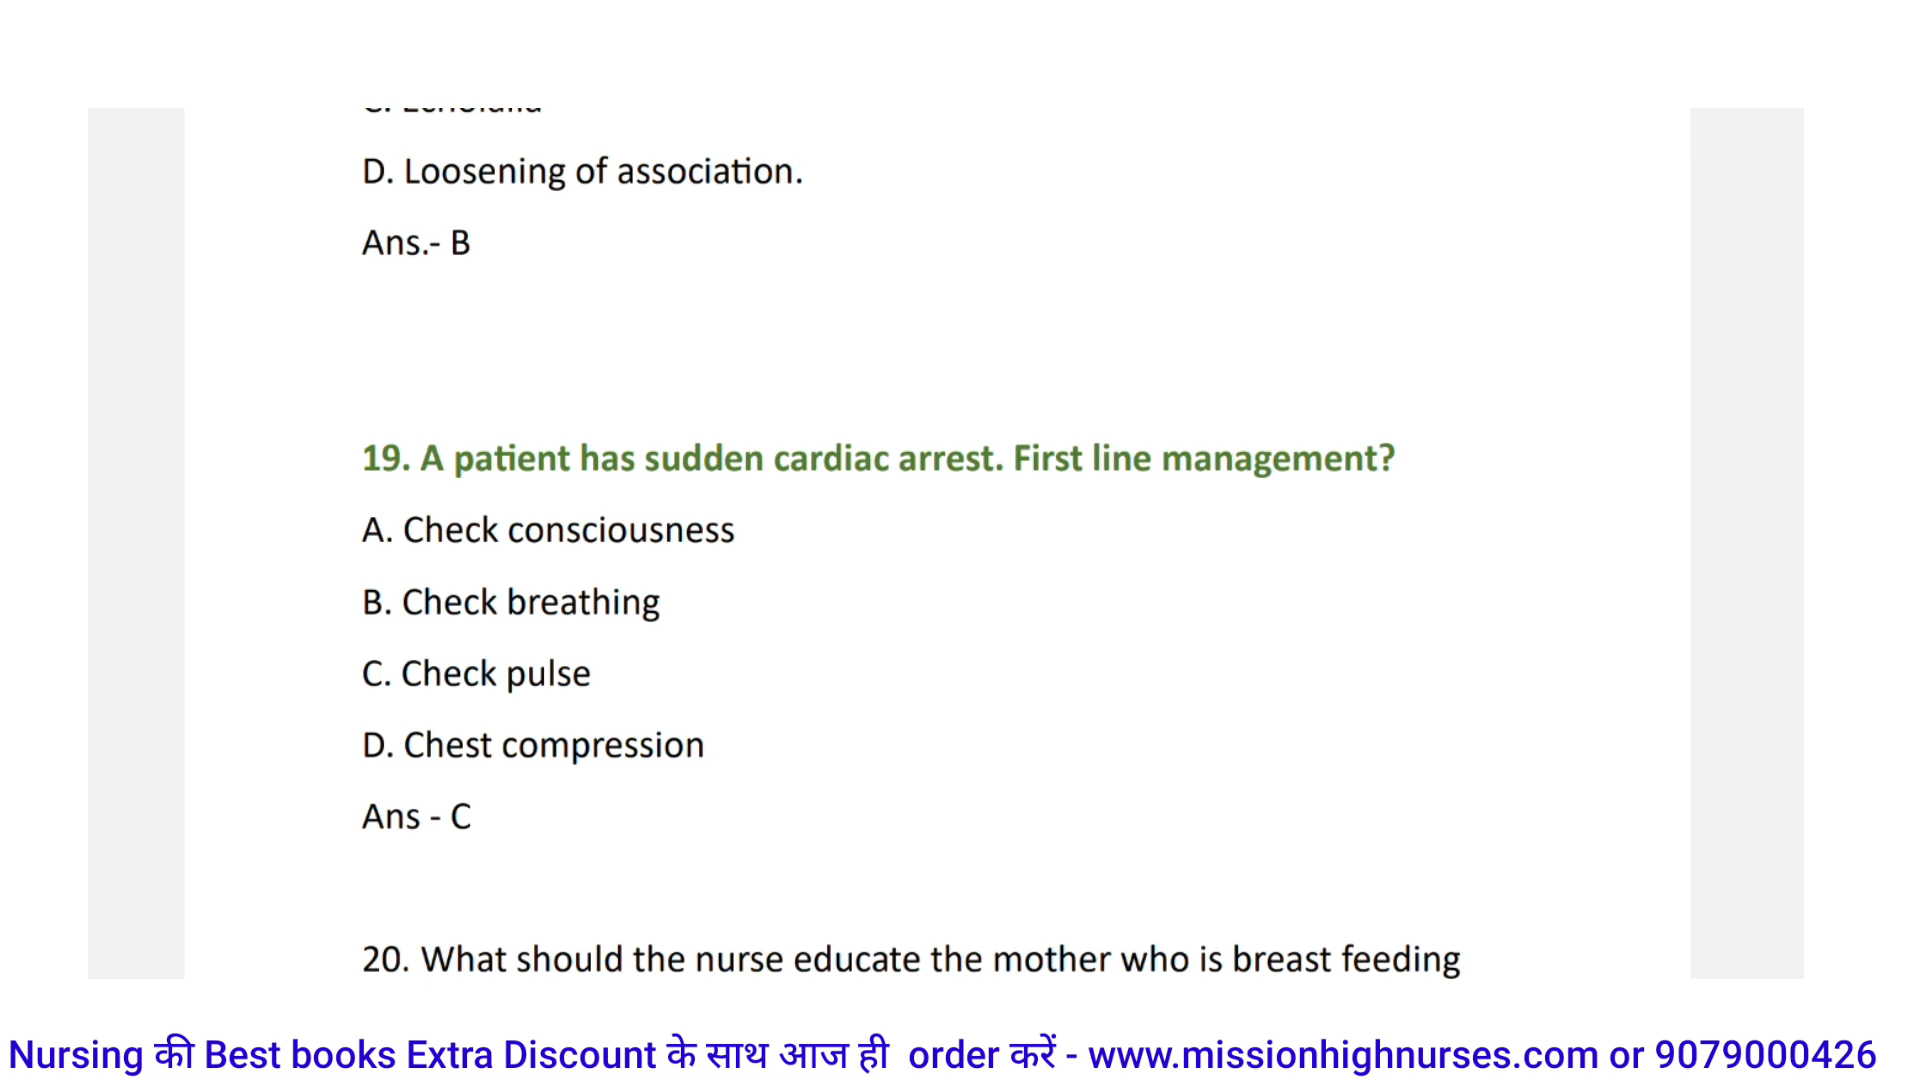 D. Loosening of association.
Ans.- B
19. A patient has sudden cardiac arrest. First line management?
A. Check consciousness
B. Check breathing
C. Check pulse
D. Chest compression
Ans - C
20. What should the nurse educate the mother who is breast feeding
Nursing की Best books Extra Discount के साथ आज ही order करें - www.missionhighnurses.com or 9079000426